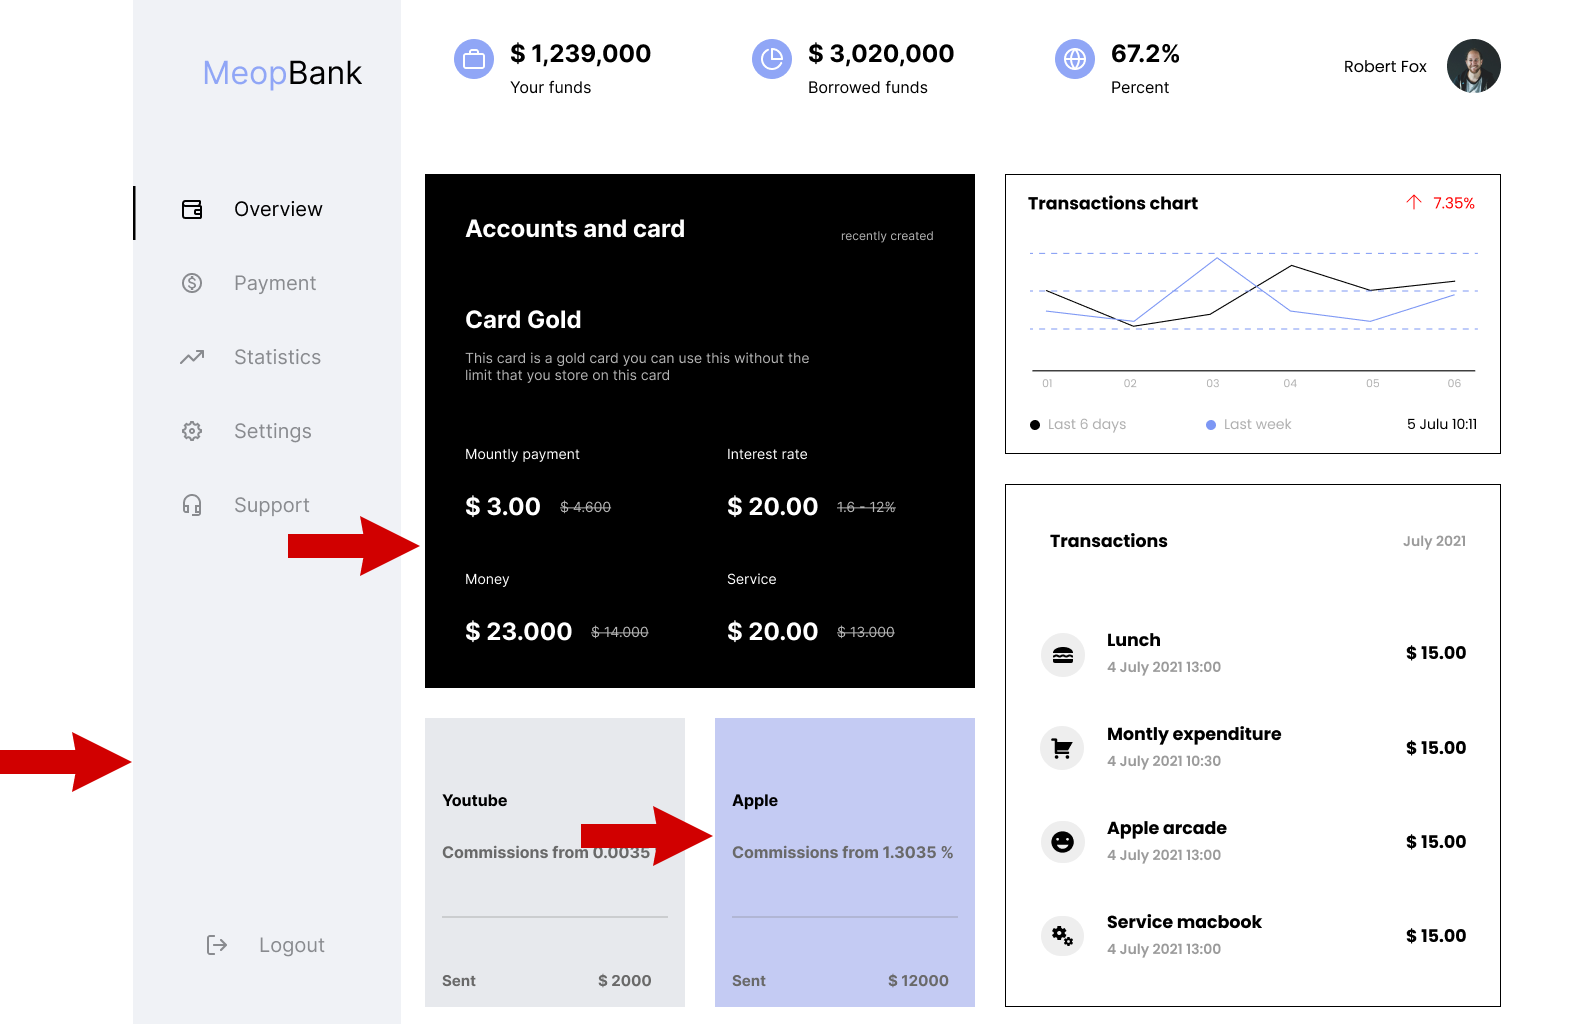 MeopBank
Overview
Payment
Statistics
Settings
Support
Logout
$ 1,239,000
Your funds
$ 3,020,000
Borrowed funds
67.2%
Percent
Robert Fox
Accounts and card
recently created
Card Gold
This card is a gold card you can use this without the
limit that you store on this card
Mountly payment
$ 3.00 $ 4.600
Interest rate
$ 20.00 1.6 - 12%
Money
$ 23.000 $ 14.000
Service
$ 20.00 $ 13.000
Youtube
Commissions from 0.0035
Sent $ 2000
Apple
Commissions from 1.3035 %
Sent $ 12000
Transactions chart
7.35%
01 02 03 04 05 06
Last 6 days Last week 5 Julu 10:11
Transactions July 2021
Lunch
4 July 2021 13:00
$ 15.00
Montly expenditure
4 July 2021 10:30
$ 15.00
Apple arcade
4 July 2021 13:00
$ 15.00
Service macbook
4 July 2021 13:00
$ 15.00